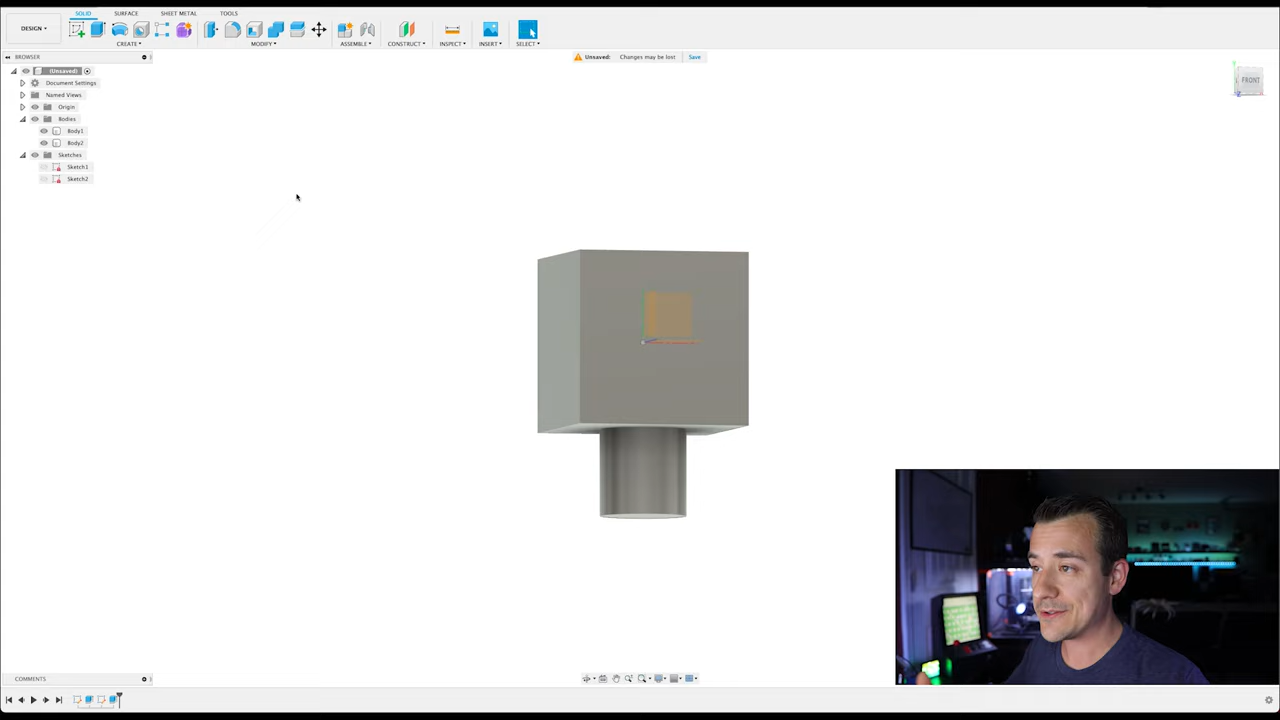 SOLID SURFACE SHEET METAL TOOLS
DESIGN
CREATE MODIFY ASSEMBLE CONSTRUCT INSPECT INSERT SELECT
BROWSER
Unsaved: Changes may be lost Save
(Unsaved)
FRONT
Document Settings
Named Views
Origin
Bodies
Body1
Body2
Sketches
Sketch1
Sketch2
COMMENTS